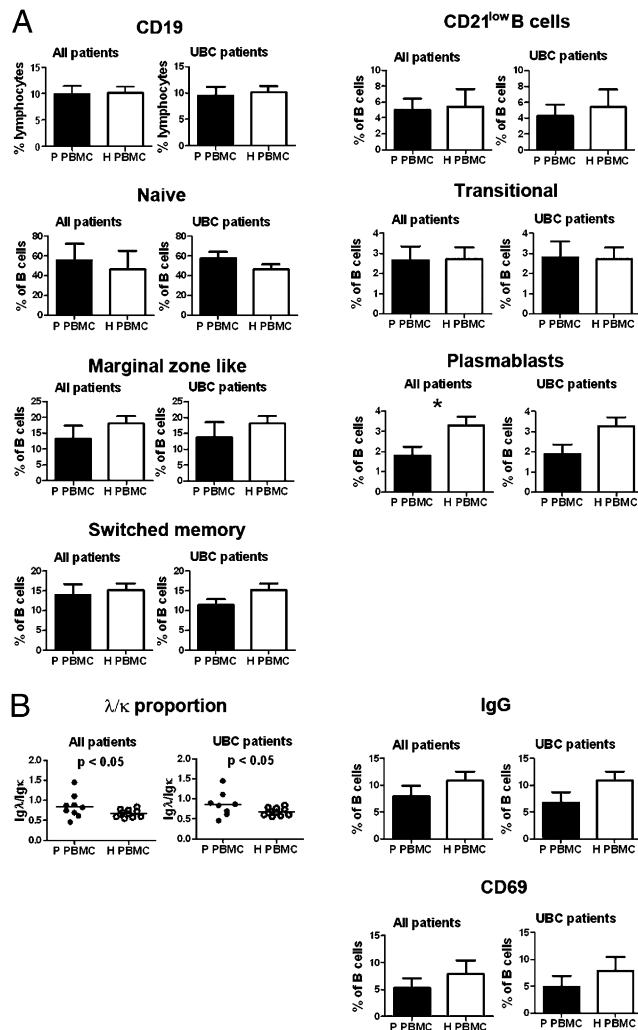 A
CD19
All patients
UBC patients
% lymphocytes
15
10
5
0
P PBMC H PBMC
% lymphocytes
15
10
5
0
P PBMC H PBMC
Naive
All patients
UBC patients
% of B cells
80
60
40
20
0
P PBMC H PBMC
% of B cells
80
60
40
20
0
P PBMC H PBMC
Marginal zone like
All patients
UBC patients
% of B cells
25
20
15
10
5
0
P PBMC H PBMC
% of B cells
25
20
15
10
5
0
P PBMC H PBMC
Switched memory
All patients
UBC patients
% of B cells
20
15
10
5
0
P PBMC H PBMC
% of B cells
20
15
10
5
0
P PBMC H PBMC
CD21low B cells
All patients
UBC patients
% of B cells
10
8
6
4
2
0
P PBMC H PBMC
% of B cells
10
8
6
4
2
0
P PBMC H PBMC
Transitional
All patients
UBC patients
% of B cells
4
3
2
1
0
P PBMC H PBMC
% of B cells
4
3
2
1
0
P PBMC H PBMC
Plasmablasts
All patients
UBC patients
*
% of B cells
4
3
2
1
0
P PBMC H PBMC
% of B cells
4
3
2
1
0
P PBMC H PBMC
B
λ/κ proportion
All patients
UBC patients
p < 0.05
p < 0.05
Igλ/Igκ
2.0
1.5
1.0
0.5
0.0
P PBMC H PBMC
Igλ/Igκ
2.0
1.5
1.0
0.5
0.0
P PBMC H PBMC
IgG
All patients
UBC patients
% of B cells
15
10
5
0
P PBMC H PBMC
% of B cells
15
10
5
0
P PBMC H PBMC
CD69
All patients
UBC patients
% of B cells
15
10
5
0
P PBMC H PBMC
% of B cells
15
10
5
0
P PBMC H PBMC